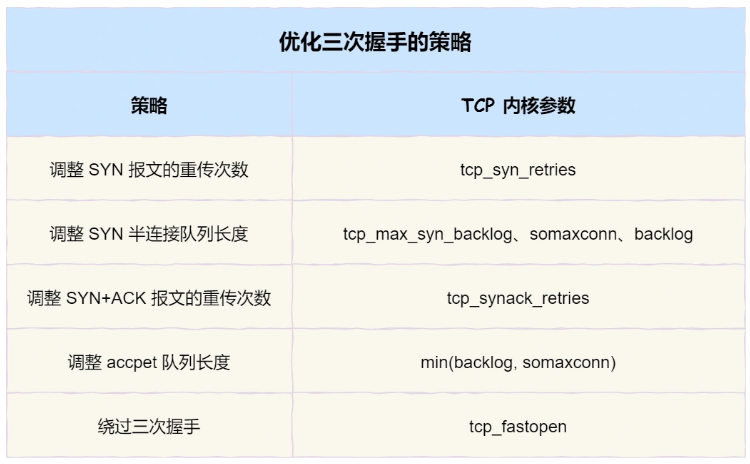 优化三次握手的策略
策略 TCP 内核参数
调整 SYN 报文的重传次数 tcp_syn_retries
调整 SYN 半连接队列长度 tcp_max_syn_backlog、somaxconn、backlog
调整 SYN+ACK 报文的重传次数 tcp_synack_retries
调整 accpet 队列长度 min(backlog, somaxconn)
绕过三次握手 tcp_fastopen